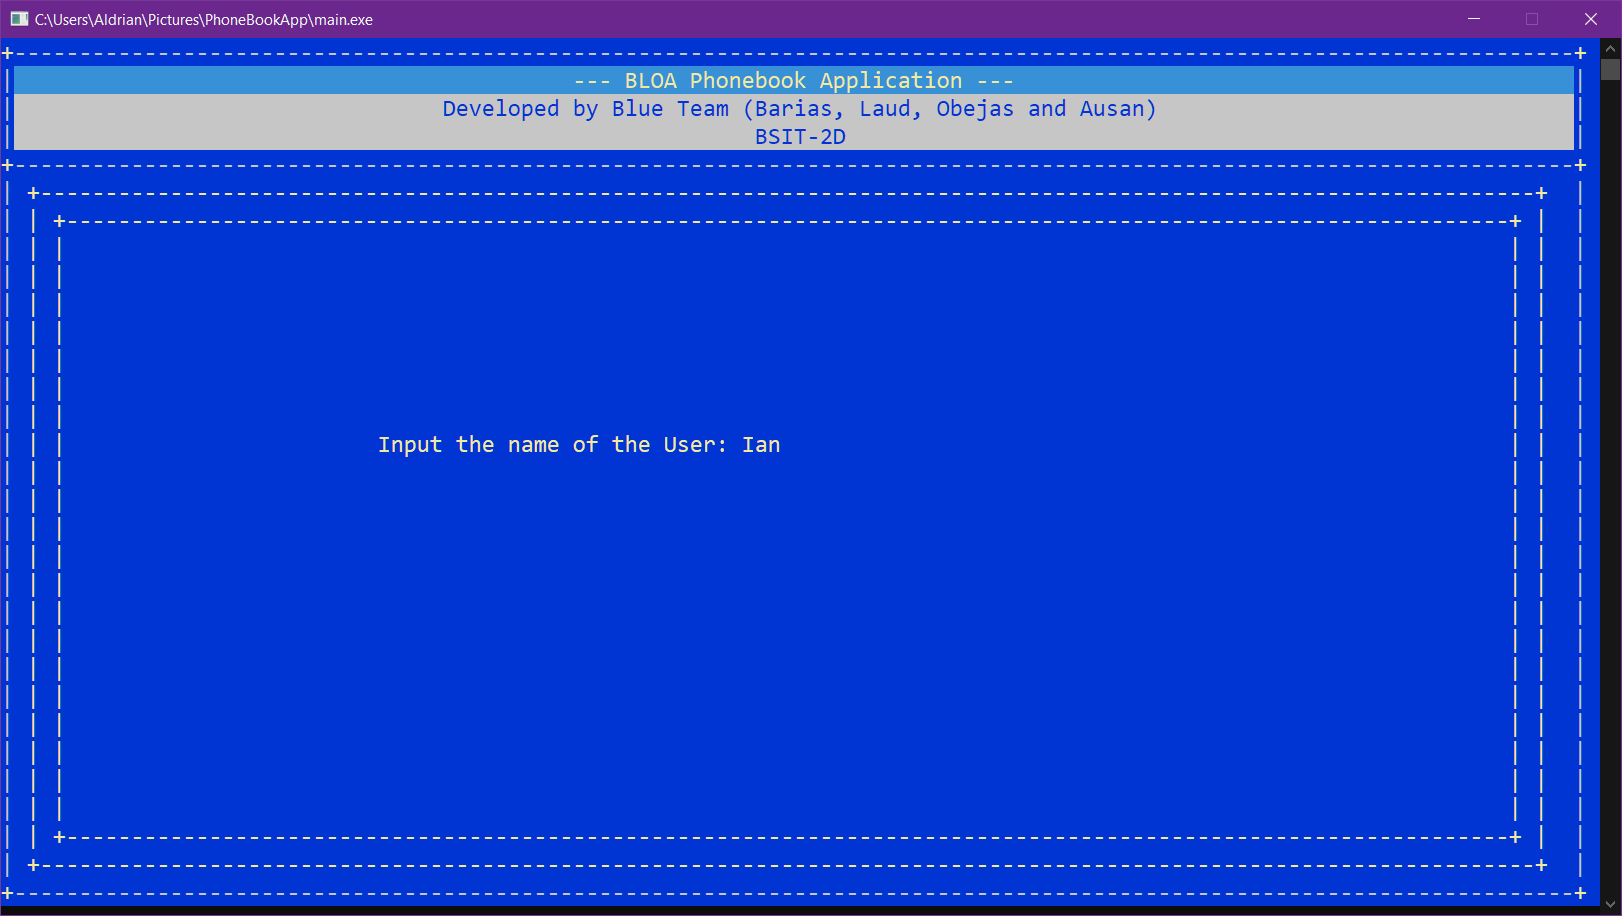 C:\Users\Aldrian\Pictures\PhoneBookApp\main.exe
--- BLOA Phonebook Application ---
Developed by Blue Team (Barias, Laud, Obejas and Ausan)
BSIT-2D
Input the name of the User: Ian